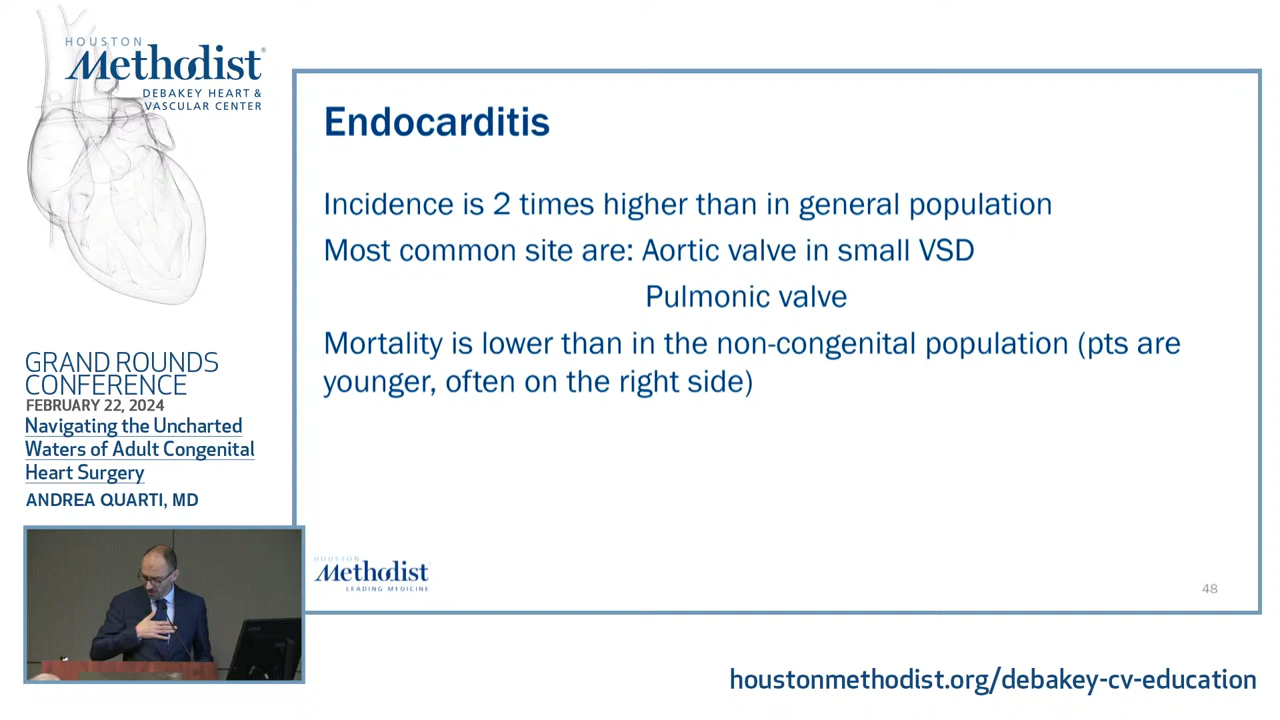 HOUSTON
Methodist®
DEBAKEY HEART &
VASCULAR CENTER
GRAND ROUNDS
CONFERENCE
FEBRUARY 22, 2024
Navigating the Uncharted
Waters of Adult Congenital
Heart Surgery
ANDREA QUARTI, MD
Endocarditis
Incidence is 2 times higher than in general population
Most common site are: Aortic valve in small VSD
Pulmonic valve
Mortality is lower than in the non-congenital population (pts are
younger, often on the right side)
HOUSTON
Methodist
LEADING MEDICINE
48
houstonmethodist.org/debakey-cv-education